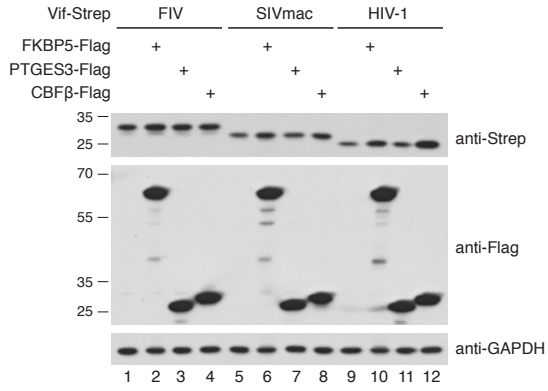 Vif-Strep FIV SIVmac HIV-1
FKBP5-Flag + + +
PTGES3-Flag + + +
CBFβ-Flag + + +
35
25
anti-Strep
70
55
35
25
anti-Flag
anti-GAPDH
1 2 3 4 5 6 7 8 9 10 11 12